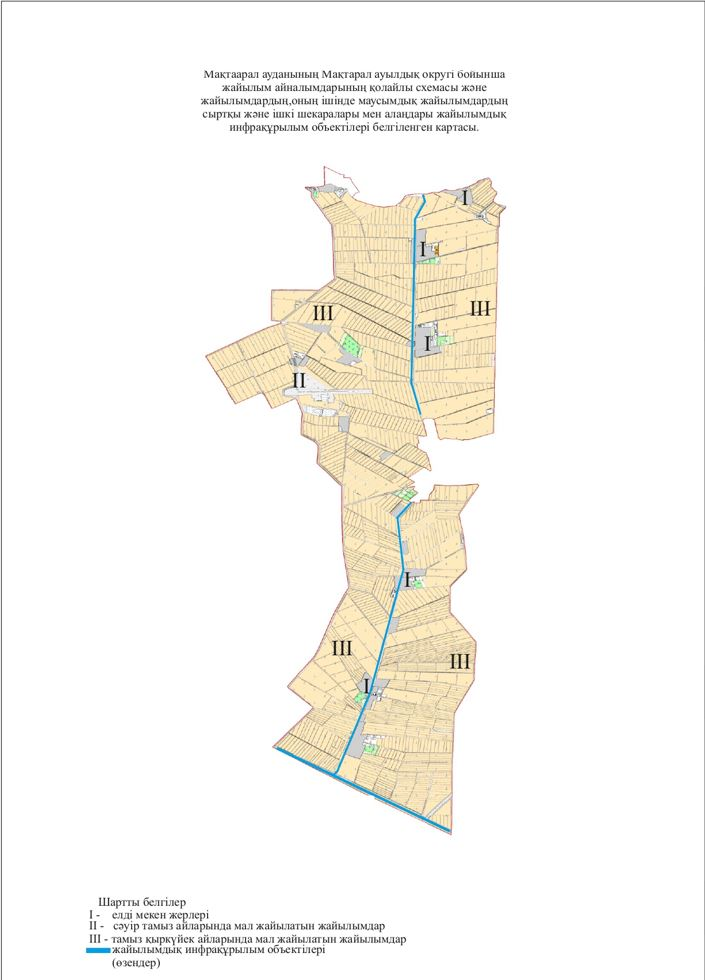 Мақтаарал ауданының Мақтарал ауылдық округі бойынша
жайылым айналымдарының қолайлы схемасы және
жайылымдардың,оның ішінде маусымдық жайылымдардың
сыртқы және ішкі шекаралары мен алаңдары жайылымдық
инфрақұрылым объектілері белгіленген картасы.
I
I
III
III
I
II
I
III
III
I
Шартты белгілер
I - елді мекен жерлері
II - сәуір тамыз айларында мал жайылатын жайылымдар
III - тамыз қыркүйек айларында мал жайылатын жайылымдар
жайылымдық инфрақұрылым объектілері
(өзендер)